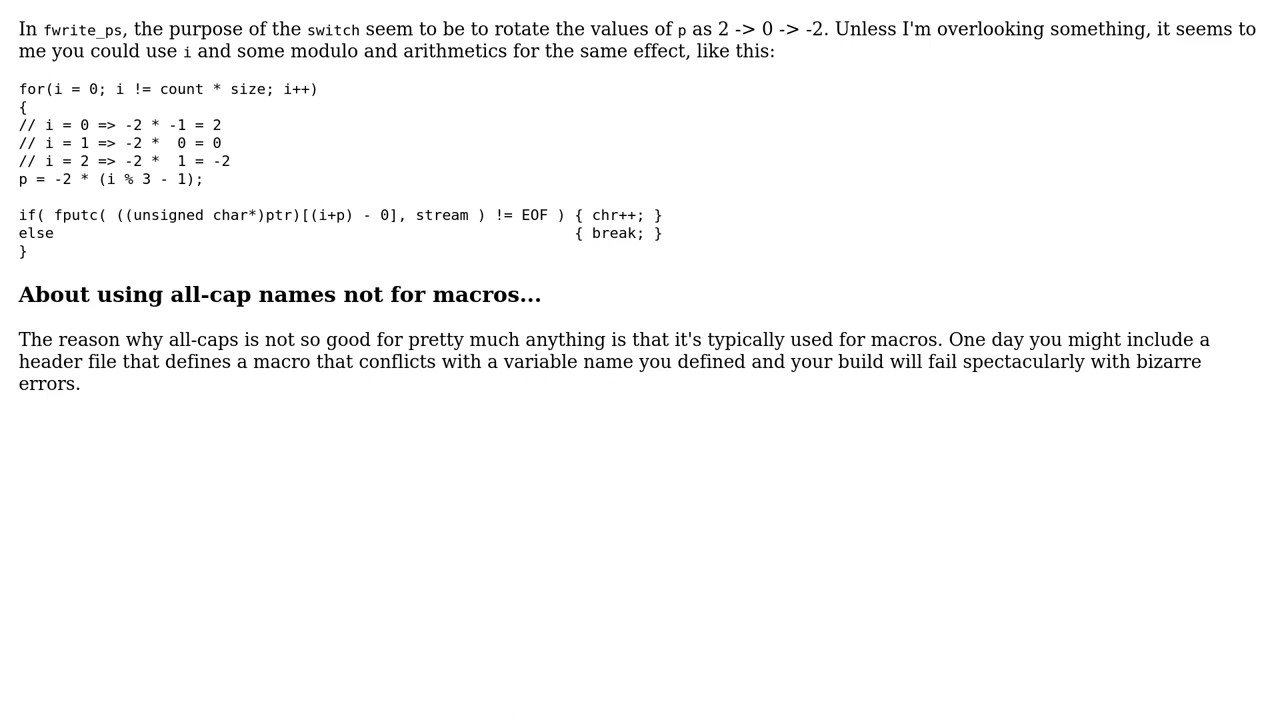 In fwrite_ps, the purpose of the switch seem to be to rotate the values of p as 2 -> 0 -> -2. Unless I'm overlooking something, it seems to
me you could use i and some modulo and arithmetics for the same effect, like this:
for(i = 0; i != count * size; i++)
{
// i = 0 => -2 * -1 = 2
// i = 1 => -2 *  0 = 0
// i = 2 => -2 *  1 = -2
p = -2 * (i % 3 - 1);
if( fputc( ((unsigned char*)ptr)[(i+p) - 0], stream ) != EOF ) { chr++; }
else                                                           { break; }
}
About using all-cap names not for macros...
The reason why all-caps is not so good for pretty much anything is that it's typically used for macros. One day you might include a
header file that defines a macro that conflicts with a variable name you defined and your build will fail spectacularly with bizarre
errors.